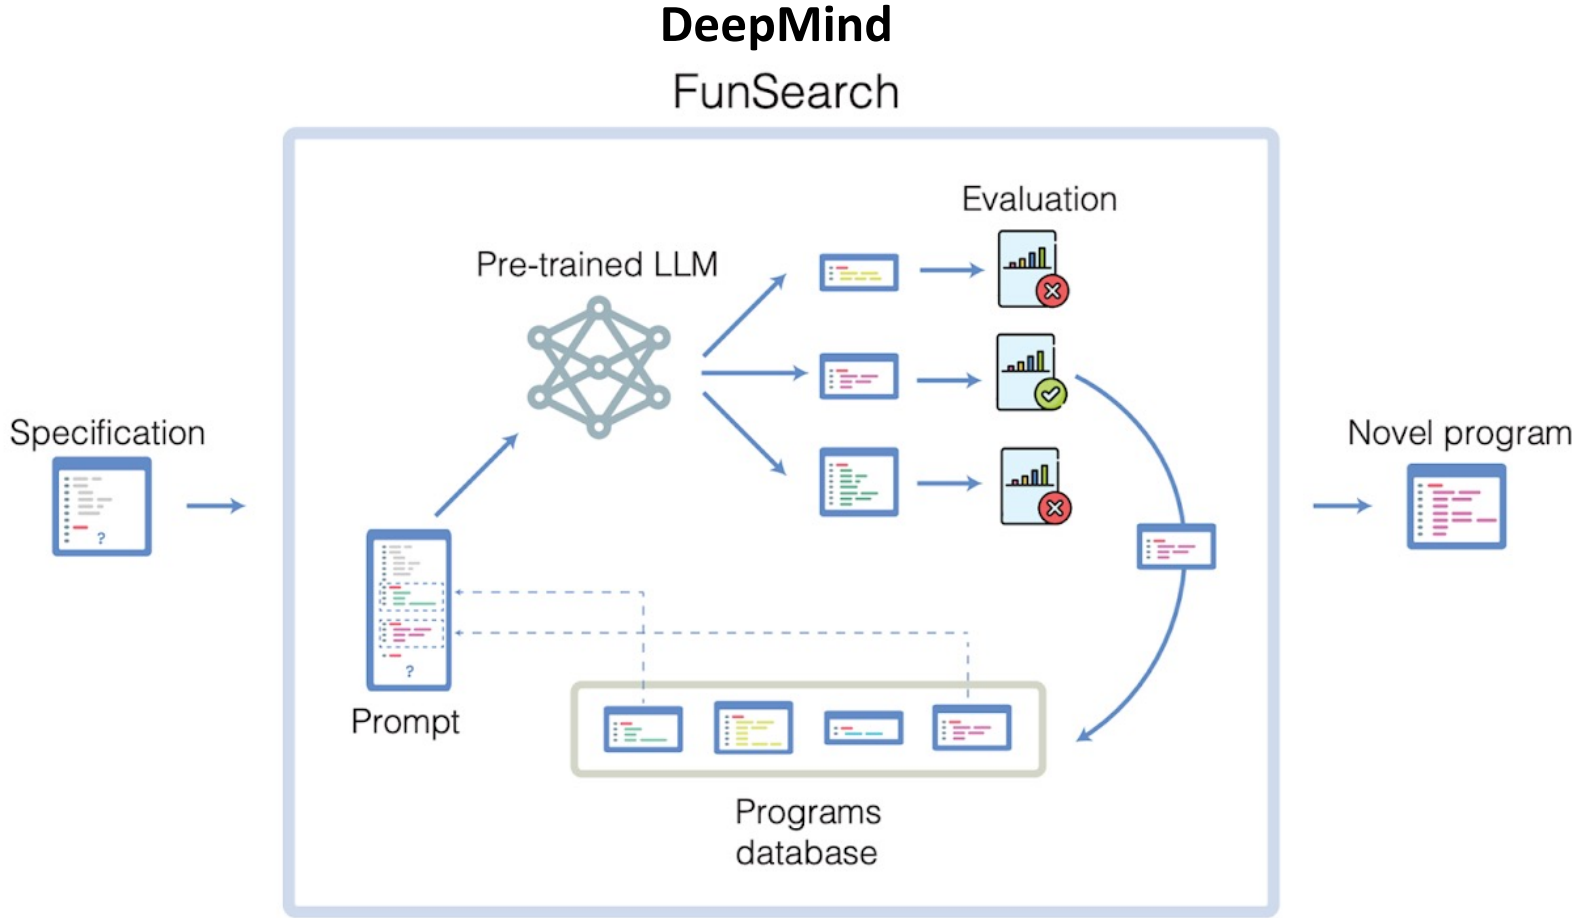 DeepMind
FunSearch
Evaluation
Pre-trained LLM
Specification
?
Novel program
?
Prompt
Programs
database